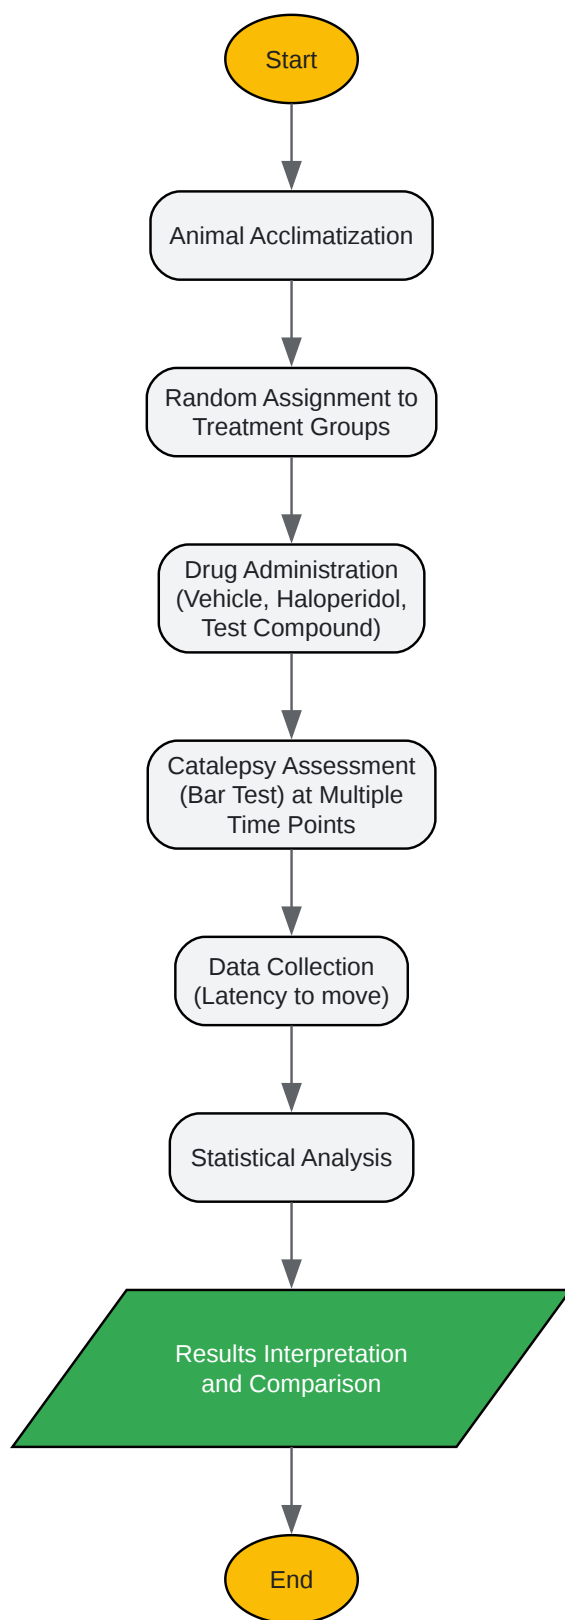 Start
Animal Acclimatization
Random Assignment to
Treatment Groups
Drug Administration
(Vehicle, Haloperidol,
Test Compound)
Catalepsy Assessment
(Bar Test) at Multiple
Time Points
Data Collection
(Latency to move)
Statistical Analysis
Results Interpretation
and Comparison
End